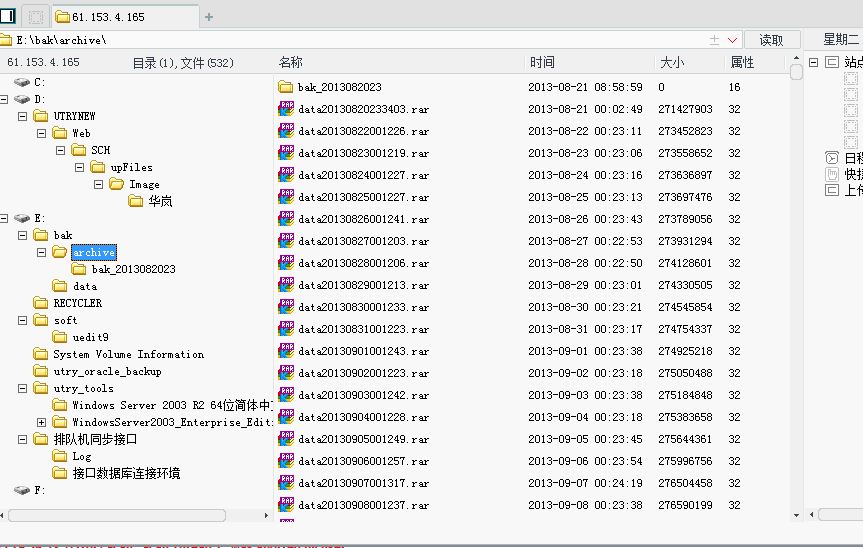 61.153.4.165
E:\bak\archive\
读取
星期二
61.153.4.165 目录(1),文件(532)
名称 时间 大小 属性
C:
D:
UTRYNEW
Web
SCH
upFiles
Image
华岚
E:
bak
archive
bak_2013082023
data
RECYCLER
soft
uedit9
System Volume Information
utry_oracle_backup
utry_tools
Windows Server 2003 R2 64位简体中
WindowsServer2003_Enterprise_Edit
排队机同步接口
Log
接口数据库连接环境
F:
bak_2013082023 2013-08-21 08:58:59 0 16
data20130820233403.rar 2013-08-21 00:02:49 271427903 32
data20130822001226.rar 2013-08-22 00:23:11 273452823 32
data20130823001219.rar 2013-08-23 00:23:06 273558652 32
data20130824001227.rar 2013-08-24 00:23:16 273636897 32
data20130825001227.rar 2013-08-25 00:23:13 273697476 32
data20130826001241.rar 2013-08-26 00:23:43 273789056 32
data20130827001203.rar 2013-08-27 00:22:53 273931294 32
data20130828001206.rar 2013-08-28 00:22:50 274128601 32
data20130829001213.rar 2013-08-29 00:23:01 274330505 32
data20130830001233.rar 2013-08-30 00:23:21 274545854 32
data20130831001223.rar 2013-08-31 00:23:17 274754337 32
data20130901001243.rar 2013-09-01 00:23:38 274925218 32
data20130902001223.rar 2013-09-02 00:23:18 275050488 32
data20130903001242.rar 2013-09-03 00:23:38 275184848 32
data20130904001228.rar 2013-09-04 00:23:18 275383658 32
data20130905001249.rar 2013-09-05 00:23:45 275644361 32
data20130906001257.rar 2013-09-06 00:23:54 275996756 32
data20130907001317.rar 2013-09-07 00:24:19 276504458 32
data20130908001237.rar 2013-09-08 00:23:38 276590199 32
站点
日程
快捷
上传